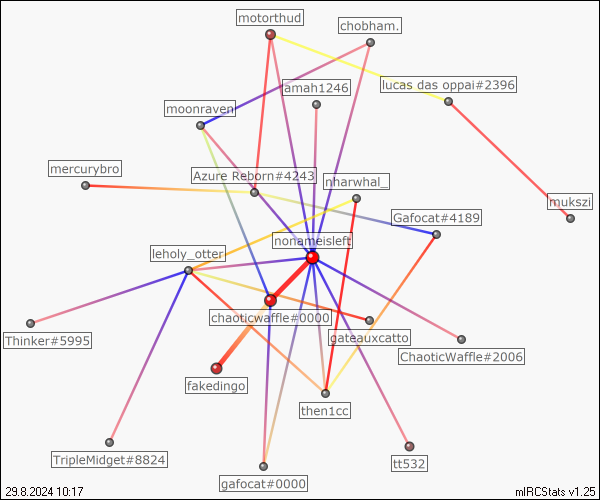 motorthud
chobham.
amah1246
lucas das oppai#2396
moonraven
mercurybro
Azure Reborn#4243
nharwhal_
mukszi
Gafocat#4189
nonameisleft
leholy_otter
chaoticwaffle#0000
gateauxcatto
Thinker#5995
ChaoticWaffle#2006
fakedingo
then1cc
TripleMidget#8824
tt532
gafocat#0000
29.8.2024 10:17
mIRCStats v1.25